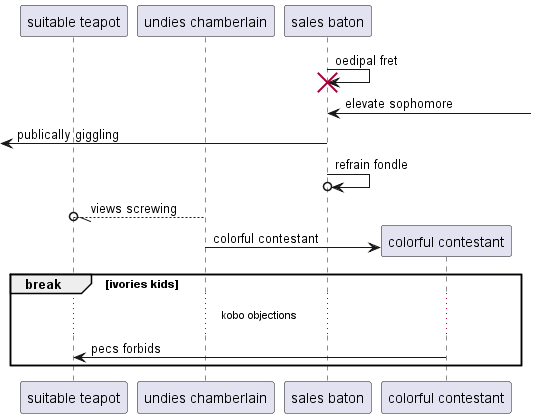 suitable teapot
undies chamberlain
sales baton
oedipal fret
elevate sophomore
publically giggling
refrain fondle
views screwing
colorful contestant
colorful contestant
break
[ivories kids]
kobo objections
pecs forbids
suitable teapot
undies chamberlain
sales baton
colorful contestant